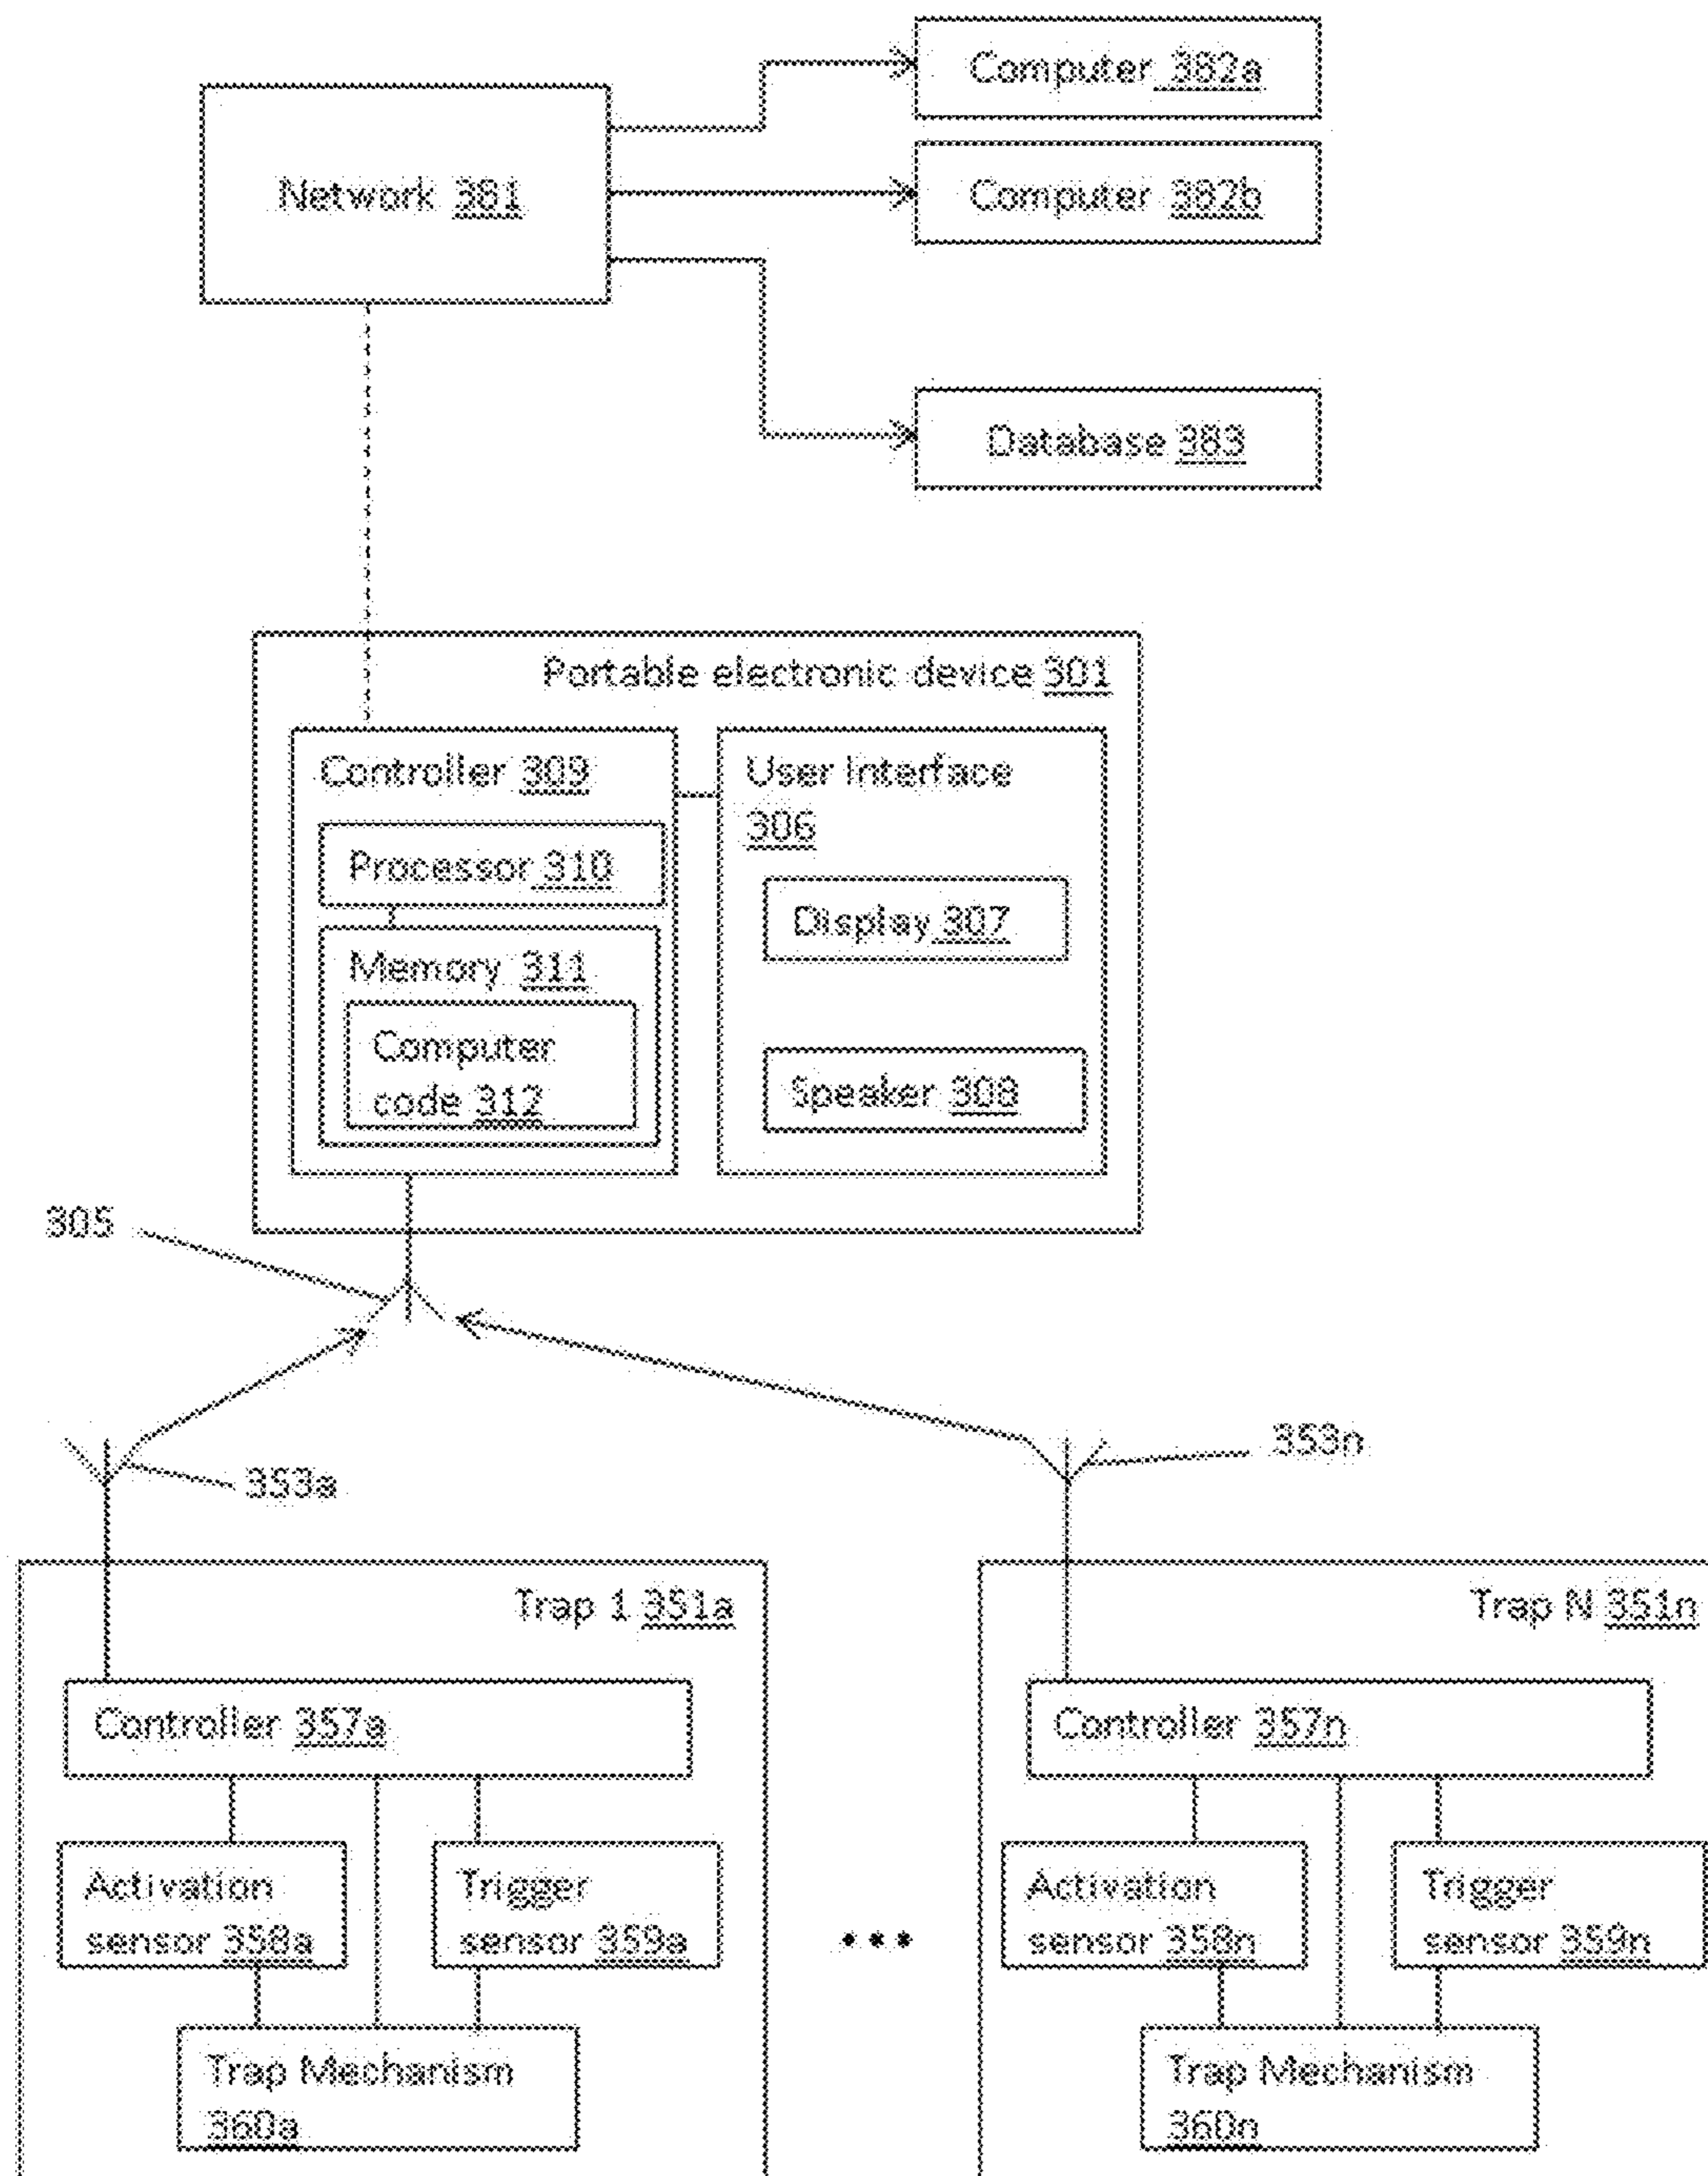 Computer 382a
Network 381
Computer 382b
Database 383
Portable electronic device 301
Controller 309
User Interface
306
Processor 310
Display 307
Memory 311
Computer
code 312
Speaker 308
305
353a
353n
Trap 1 351a
Trap N 351n
Controller 357a
Controller 357n
Activation
sensor 358a
Trigger
sensor 359a
•••
Activation
sensor 358n
Trigger
sensor 359n
Trap Mechanism
360a
Trap Mechanism
360n